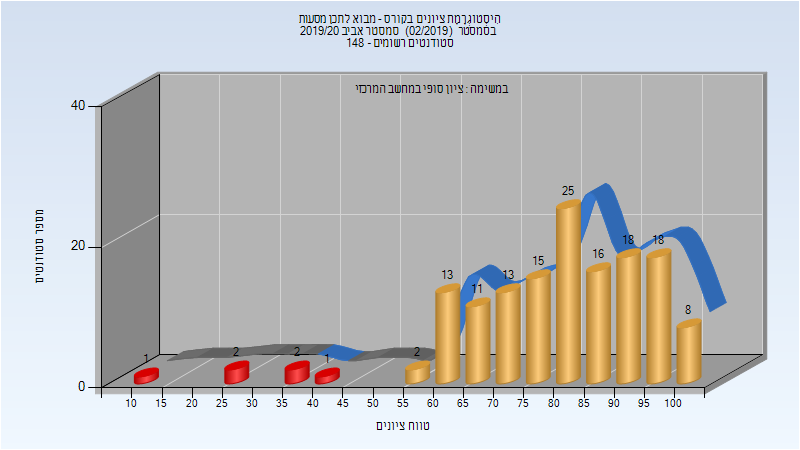 היסטוגרמת ציונים בקורס - מבוא לתכן מסעות
בסמסטר (02/2019) סמסטר אביב 2019/20
סטודנטים רשומים - 148
במשימה : ציון סופי במחשב המרכזי
מספר סטודנטים
40
20
0
1 2 2 1 2 13 11 13 15 25 16 18 18 8
10 15 20 25 30 35 40 45 50 55 60 65 70 75 80 85 90 95 100
טווח ציונים